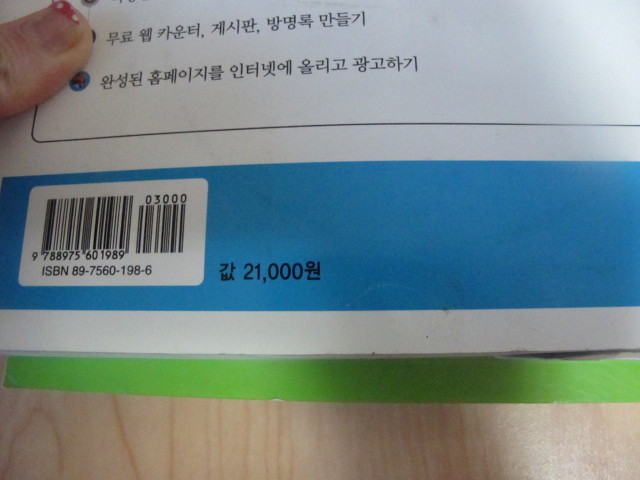 무료 웹 카운터, 게시판, 방명록 만들기
완성된 홈페이지를 인터넷에 올리고 광고하기
03000
9 788975 601989
ISBN 89-7560-198-6
값 21,000원